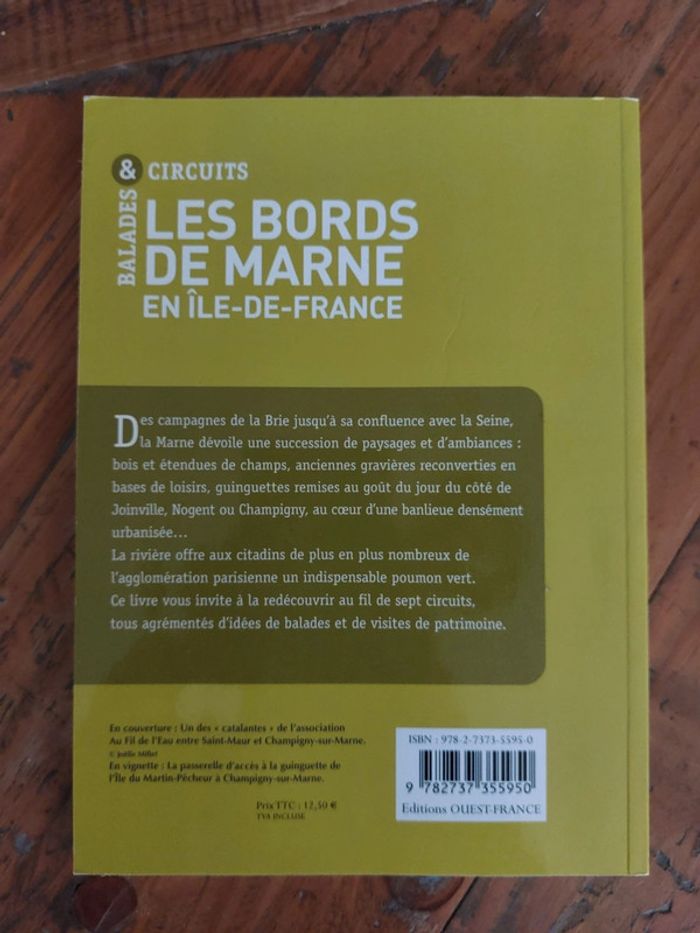 BALADES & CIRCUITS
LES BORDS
DE MARNE
EN ÎLE-DE-FRANCE
Des campagnes de la Brie jusqu'à sa confluence avec la Seine,
la Marne dévoile une succession de paysages et d'ambiances :
bois et étendues de champs, anciennes gravières reconverties en
bases de loisirs, guinguettes remises au goût du jour du côté de
Joinville, Nogent ou Champigny, au cœur d'une banlieue densément
urbanisée...
La rivière offre aux citadins de plus en plus nombreux de
l'agglomération parisienne un indispensable poumon vert.
Ce livre vous invite à la redécouvrir au fil de sept circuits,
tous agrémentés d'idées de balades et de visites de patrimoine.
En couverture : Un des « catalantes » de l'association
Au Fil de l'Eau entre Saint-Maur et Champigny-sur-Marne.
© Joëlle Millet
En vignette : La passerelle d'accès à la guinguette de
l'Île du Martin-Pêcheur à Champigny-sur-Marne.
Prix TTC : 12,50 €
TVA INCLUSE
ISBN : 978-2-7373-5595-0
9 782737 355950
Editions OUEST-FRANCE